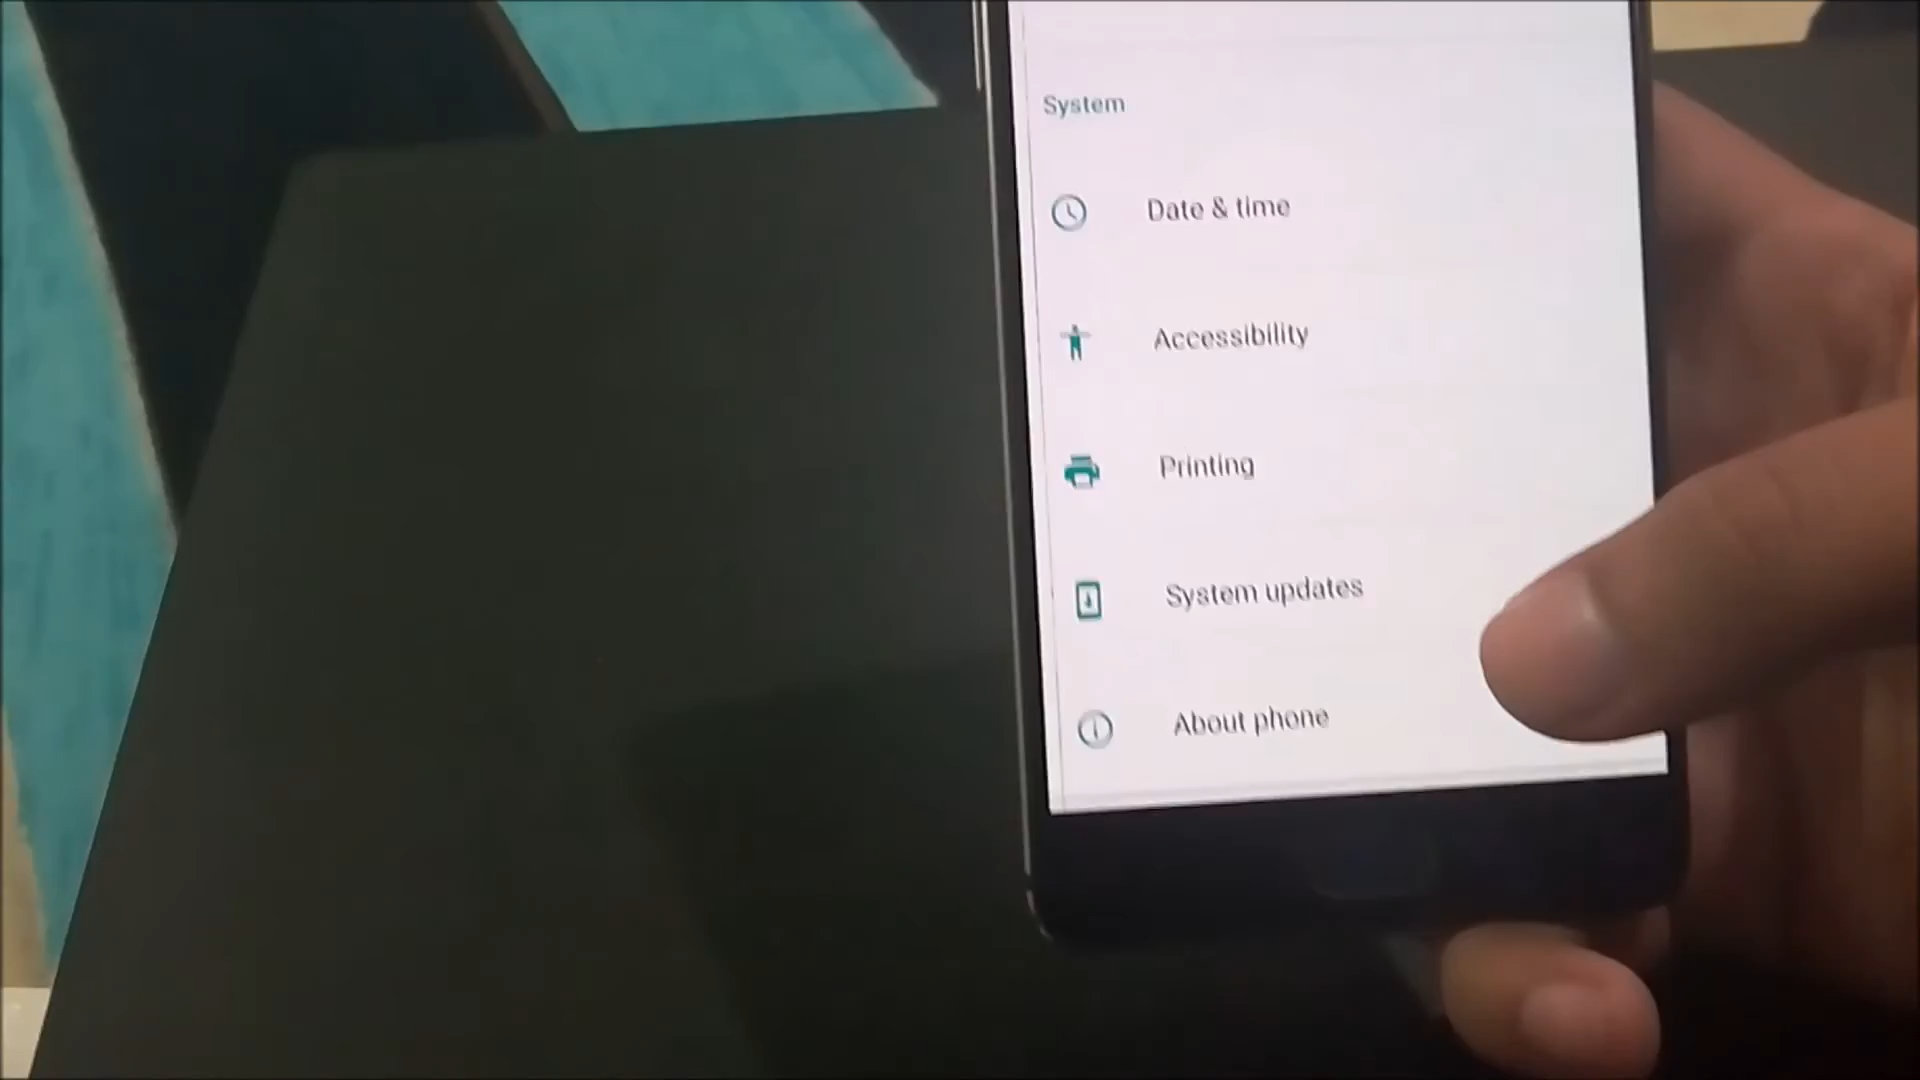 System
Date & time
Accessibility
Printing
System updates
About phone